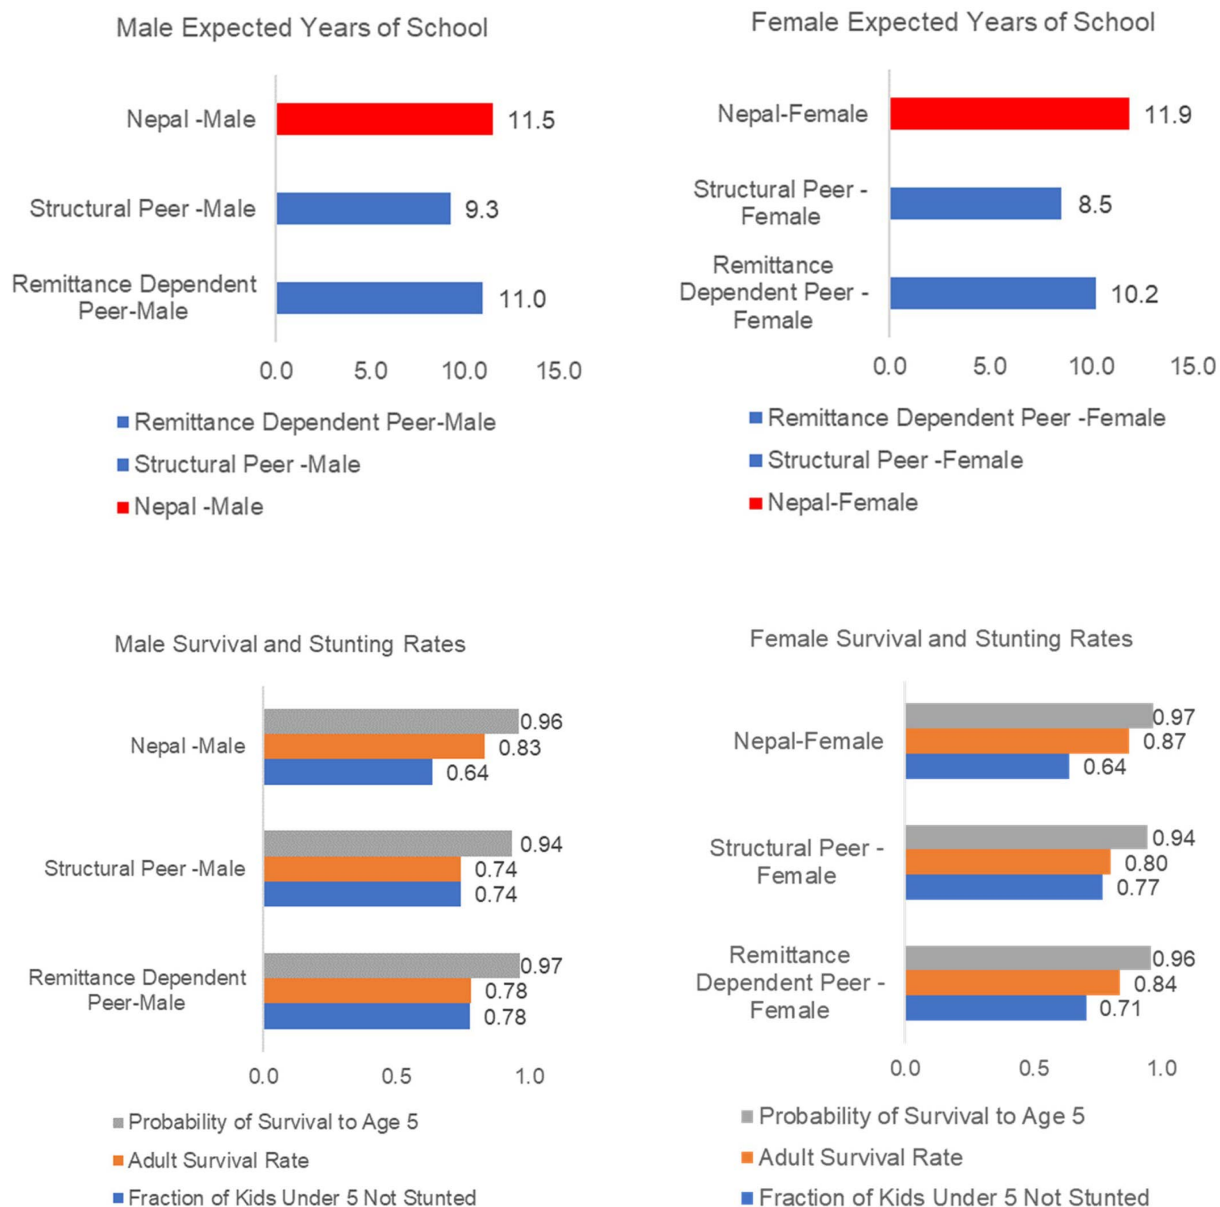 Male Expected Years of School
Nepal -Male
11.5
Structural Peer -Male
9.3
Remittance Dependent
Peer-Male
11.0
0.0 5.0 10.0 15.0
Remittance Dependent Peer-Male
Structural Peer -Male
Nepal -Male
Female Expected Years of School
Nepal-Female
11.9
Structural Peer -
Female
8.5
Remittance
Dependent Peer -
Female
10.2
0.0 5.0 10.0 15.0
Remittance Dependent Peer -Female
Structural Peer -Female
Nepal-Female
Male Survival and Stunting Rates
Nepal -Male
0.96
0.83
0.64
Structural Peer -Male
0.94
0.74
0.74
Remittance Dependent
Peer-Male
0.97
0.78
0.78
0.0 0.5 1.0
Probability of Survival to Age 5
Adult Survival Rate
Fraction of Kids Under 5 Not Stunted
Female Survival and Stunting Rates
Nepal-Female
0.97
0.87
0.64
Structural Peer -
Female
0.94
0.80
0.77
Remittance
Dependent Peer -
Female
0.96
0.84
0.71
0.0 0.5 1.0
Probability of Survival to Age 5
Adult Survival Rate
Fraction of Kids Under 5 Not Stunted